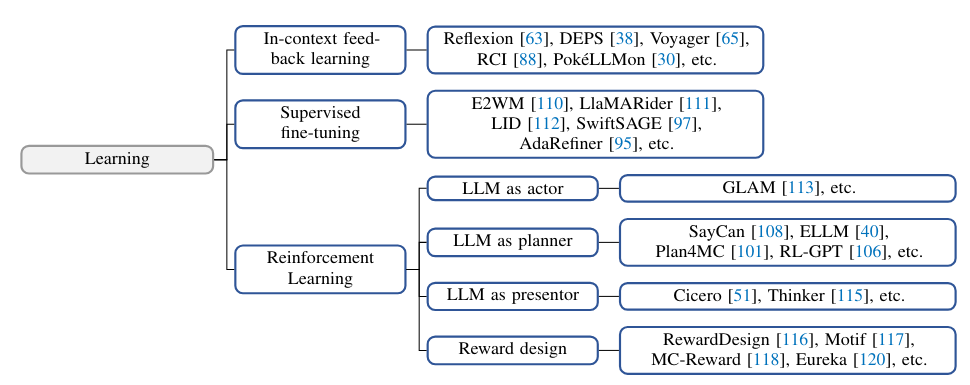 Learning
In-context feed-
back learning
Reflexion [63], DEPS [38], Voyager [65],
RCI [88], PokéLLMon [30], etc.
Supervised
fine-tuning
E2WM [110], LlaMARider [111],
LID [112], SwiftSAGE [97],
AdaRefiner [95], etc.
Reinforcement
Learning
LLM as actor
GLAM [113], etc.
LLM as planner
SayCan [108], ELLM [40],
Plan4MC [101], RL-GPT [106], etc.
LLM as presentor
Cicero [51], Thinker [115], etc.
Reward design
RewardDesign [116], Motif [117],
MC-Reward [118], Eureka [120], etc.